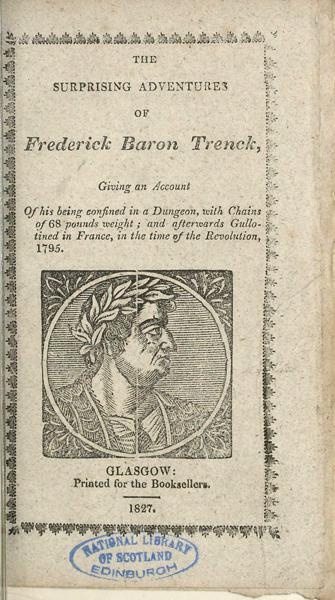 THE
SURPRISING ADVENTURES
OF
Frederick Baron Trenck,
Giving an Account
Of his being confined in a Dungeon, with Chains
of 68 pounds weight; and afterwards Gullo-
tined in France, in the time of the Revolution,
1795.
GLASGOW:
Printed for the Booksellers.
1827.
NATIONAL LIBRARY
OF SCOTLAND
EDINBURGH